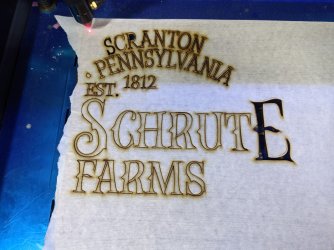 SCRANTON
PENNSYLVANIA
EST. 1812
SCHRUTE
FARMS